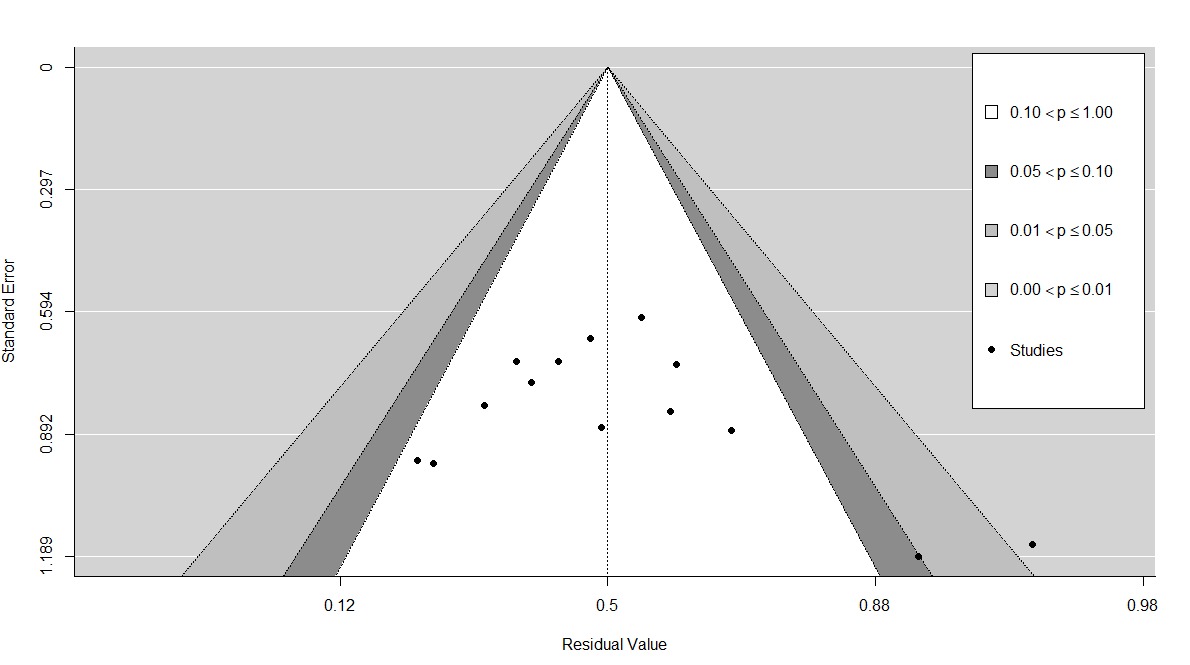 0
0.297
0.594
0.892
1.189
Standard Error
0.10 < p ≤ 1.00
0.05 < p ≤ 0.10
0.01 < p ≤ 0.05
0.00 < p ≤ 0.01
Studies
0.12 0.5 0.88 0.98
Residual Value